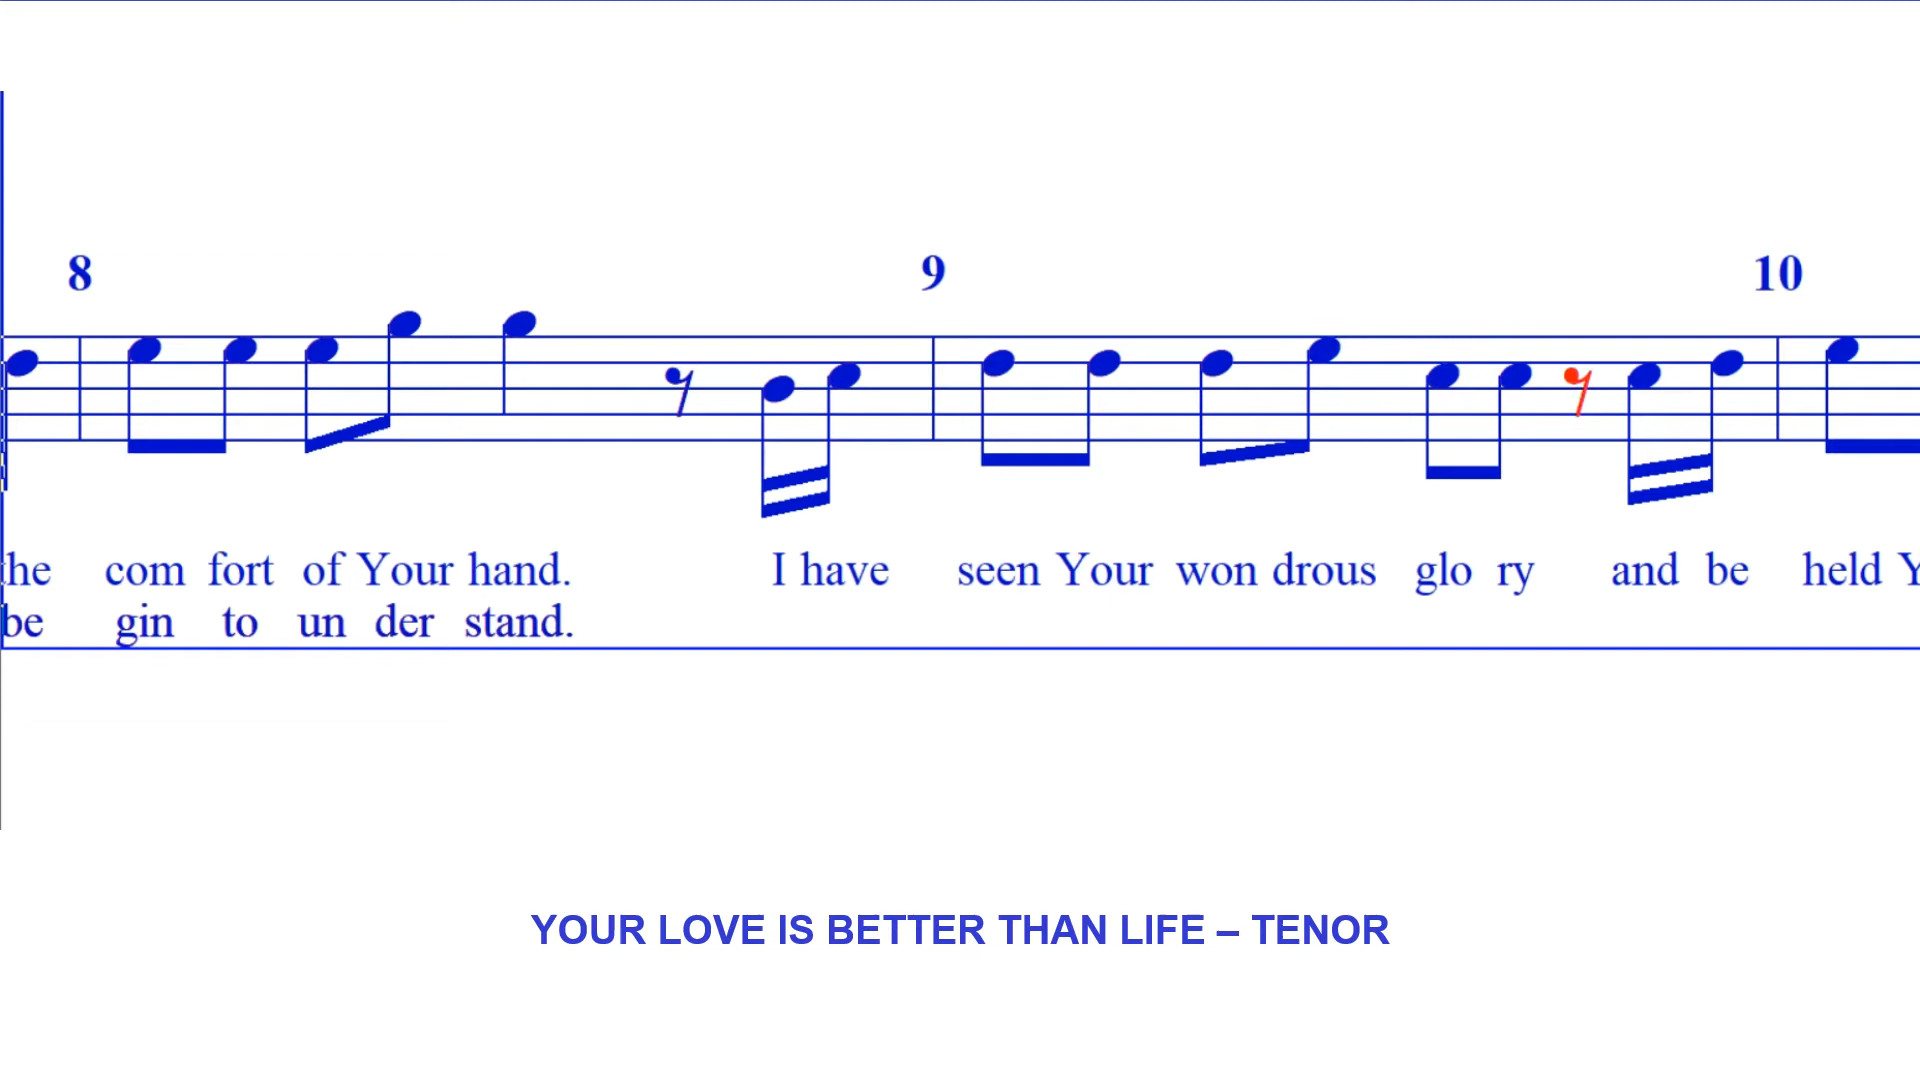 8 9 10
the com fort of Your hand. I have seen Your won drous glo ry and be held Y
be gin to un der stand.
YOUR LOVE IS BETTER THAN LIFE – TENOR